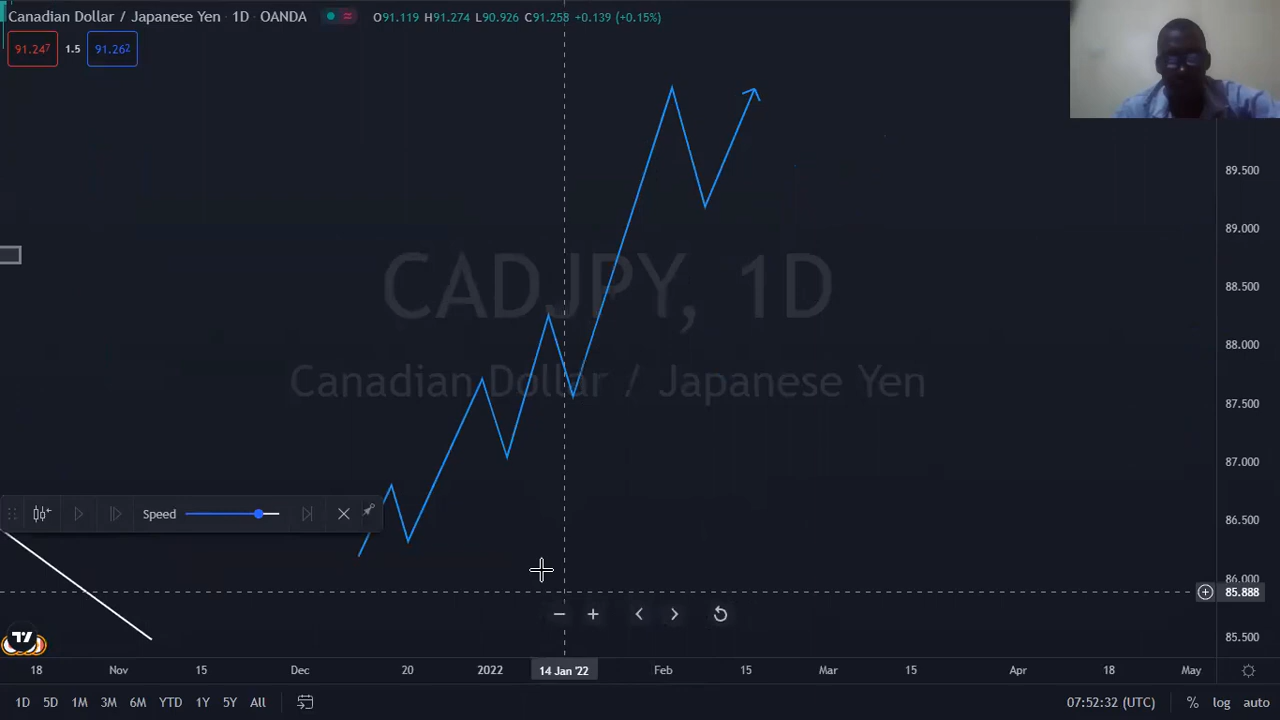 Canadian Dollar / Japanese Yen · 1D · OANDA O91.119 H91.274 L90.926 C91.258 +0.139 (+0.15%)
91.247 1.5 91.262
89.500
89.000
CADJPY, 1D
88.500
88.000
Canadian Dollar / Japanese Yen
87.500
87.000
Speed
86.500
86.000
85.888
85.500
18 Nov 15 Dec 20 2022 14 Jan '22 Feb 15 Mar 15 Apr 18 May
1D 5D 1M 3M 6M YTD 1Y 5Y All 07:52:32 (UTC) % log auto